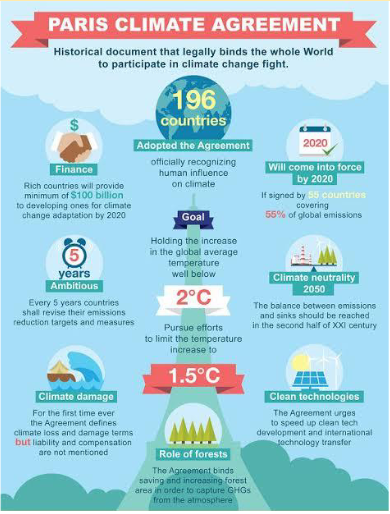 PARIS CLIMATE AGREEMENT
Historical document that legally binds the whole World
to participate in climate change fight.
196
countries
Adopted the Agreement
officially recognizing
human influence
on climate
$
Finance
Rich countries will provide
minimum of $100 billion
to developing ones for climate
change adaptation by 2020
2020
Will come into force
by 2020
If signed by 55 countries
covering
55% of global emissions
Goal
Holding the increase
in the global average
temperature
well below
2°C
Pursue efforts
to limit the temperature
increase to
1.5°C
5
years
Ambitious
Every 5 years countries
shall revise their emissions
reduction targets and measures
Climate neutrality
2050
The balance between emissions
and sinks should be reached
in the second half of XXI century
Climate damage
For the first time ever
the Agreement defines
climate loss and damage terms
but liability and compensation
are not mentioned
Clean technologies
The Agreement urges
to speed up clean tech
development and international
technology transfer
Role of forests
The Agreement binds
saving and increasing forest
area in order to capture GHGs
from the atmosphere